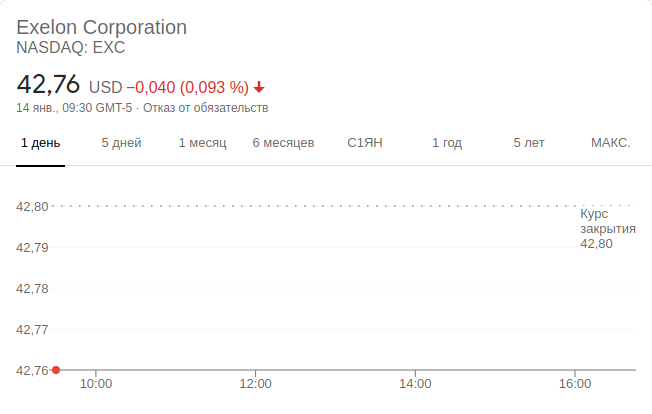 Exelon Corporation
NASDAQ: EXC
42,76 USD −0,040 (0,093 %)
14 янв., 09:30 GMT-5 · Отказ от обязательств
1 день 5 дней 1 месяц 6 месяцев С1ЯН 1 год 5 лет МАКС.
42,80
Курс
закрытия
42,80
42,79
42,78
42,77
42,76
10:00 12:00 14:00 16:00